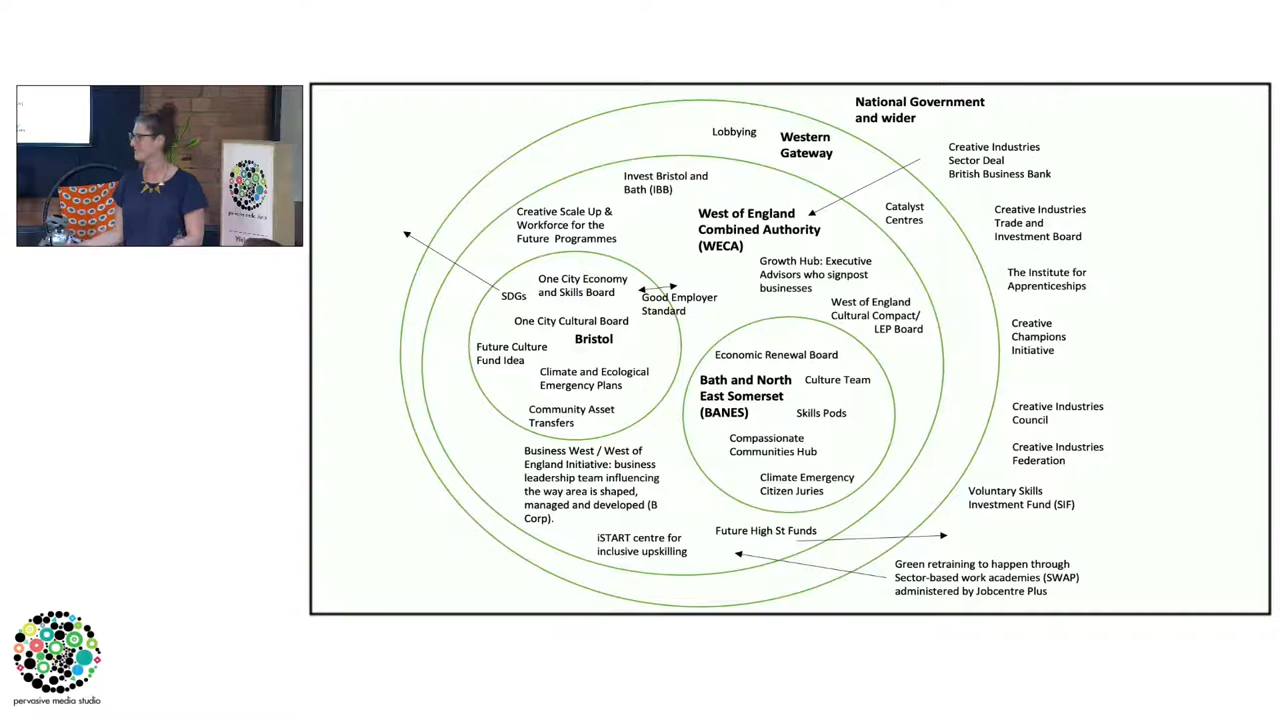 National Government
and wider
Lobbying
Western
Gateway
Creative Industries
Sector Deal
British Business Bank
Invest Bristol and
Bath (IBB)
Creative Scale Up &
Workforce for the
Future Programmes
West of England
Combined Authority
(WECA)
Catalyst
Centres
Creative Industries
Trade and
Investment Board
Growth Hub: Executive
Advisors who signpost
businesses
The Institute for
Apprenticeships
One City Economy
and Skills Board
SDGs
Good Employer
Standard
West of England
Cultural Compact/
LEP Board
One City Cultural Board
Bristol
Future Culture
Fund Idea
Climate and Ecological
Emergency Plans
Community Asset
Transfers
Creative
Champions
Initiative
Economic Renewal Board
Bath and North
East Somerset
(BANES)
Culture Team
Skills Pods
Compassionate
Communities Hub
Climate Emergency
Citizen Juries
Creative Industries
Council
Creative Industries
Federation
Business West / West of
England Initiative: business
leadership team influencing
the way area is shaped,
managed and developed (B
Corp).
Voluntary Skills
Investment Fund (SIF)
iSTART centre for
inclusive upskilling
Future High St Funds
Green retraining to happen through
Sector-based work academies (SWAP)
administered by Jobcentre Plus
pervasive media studio